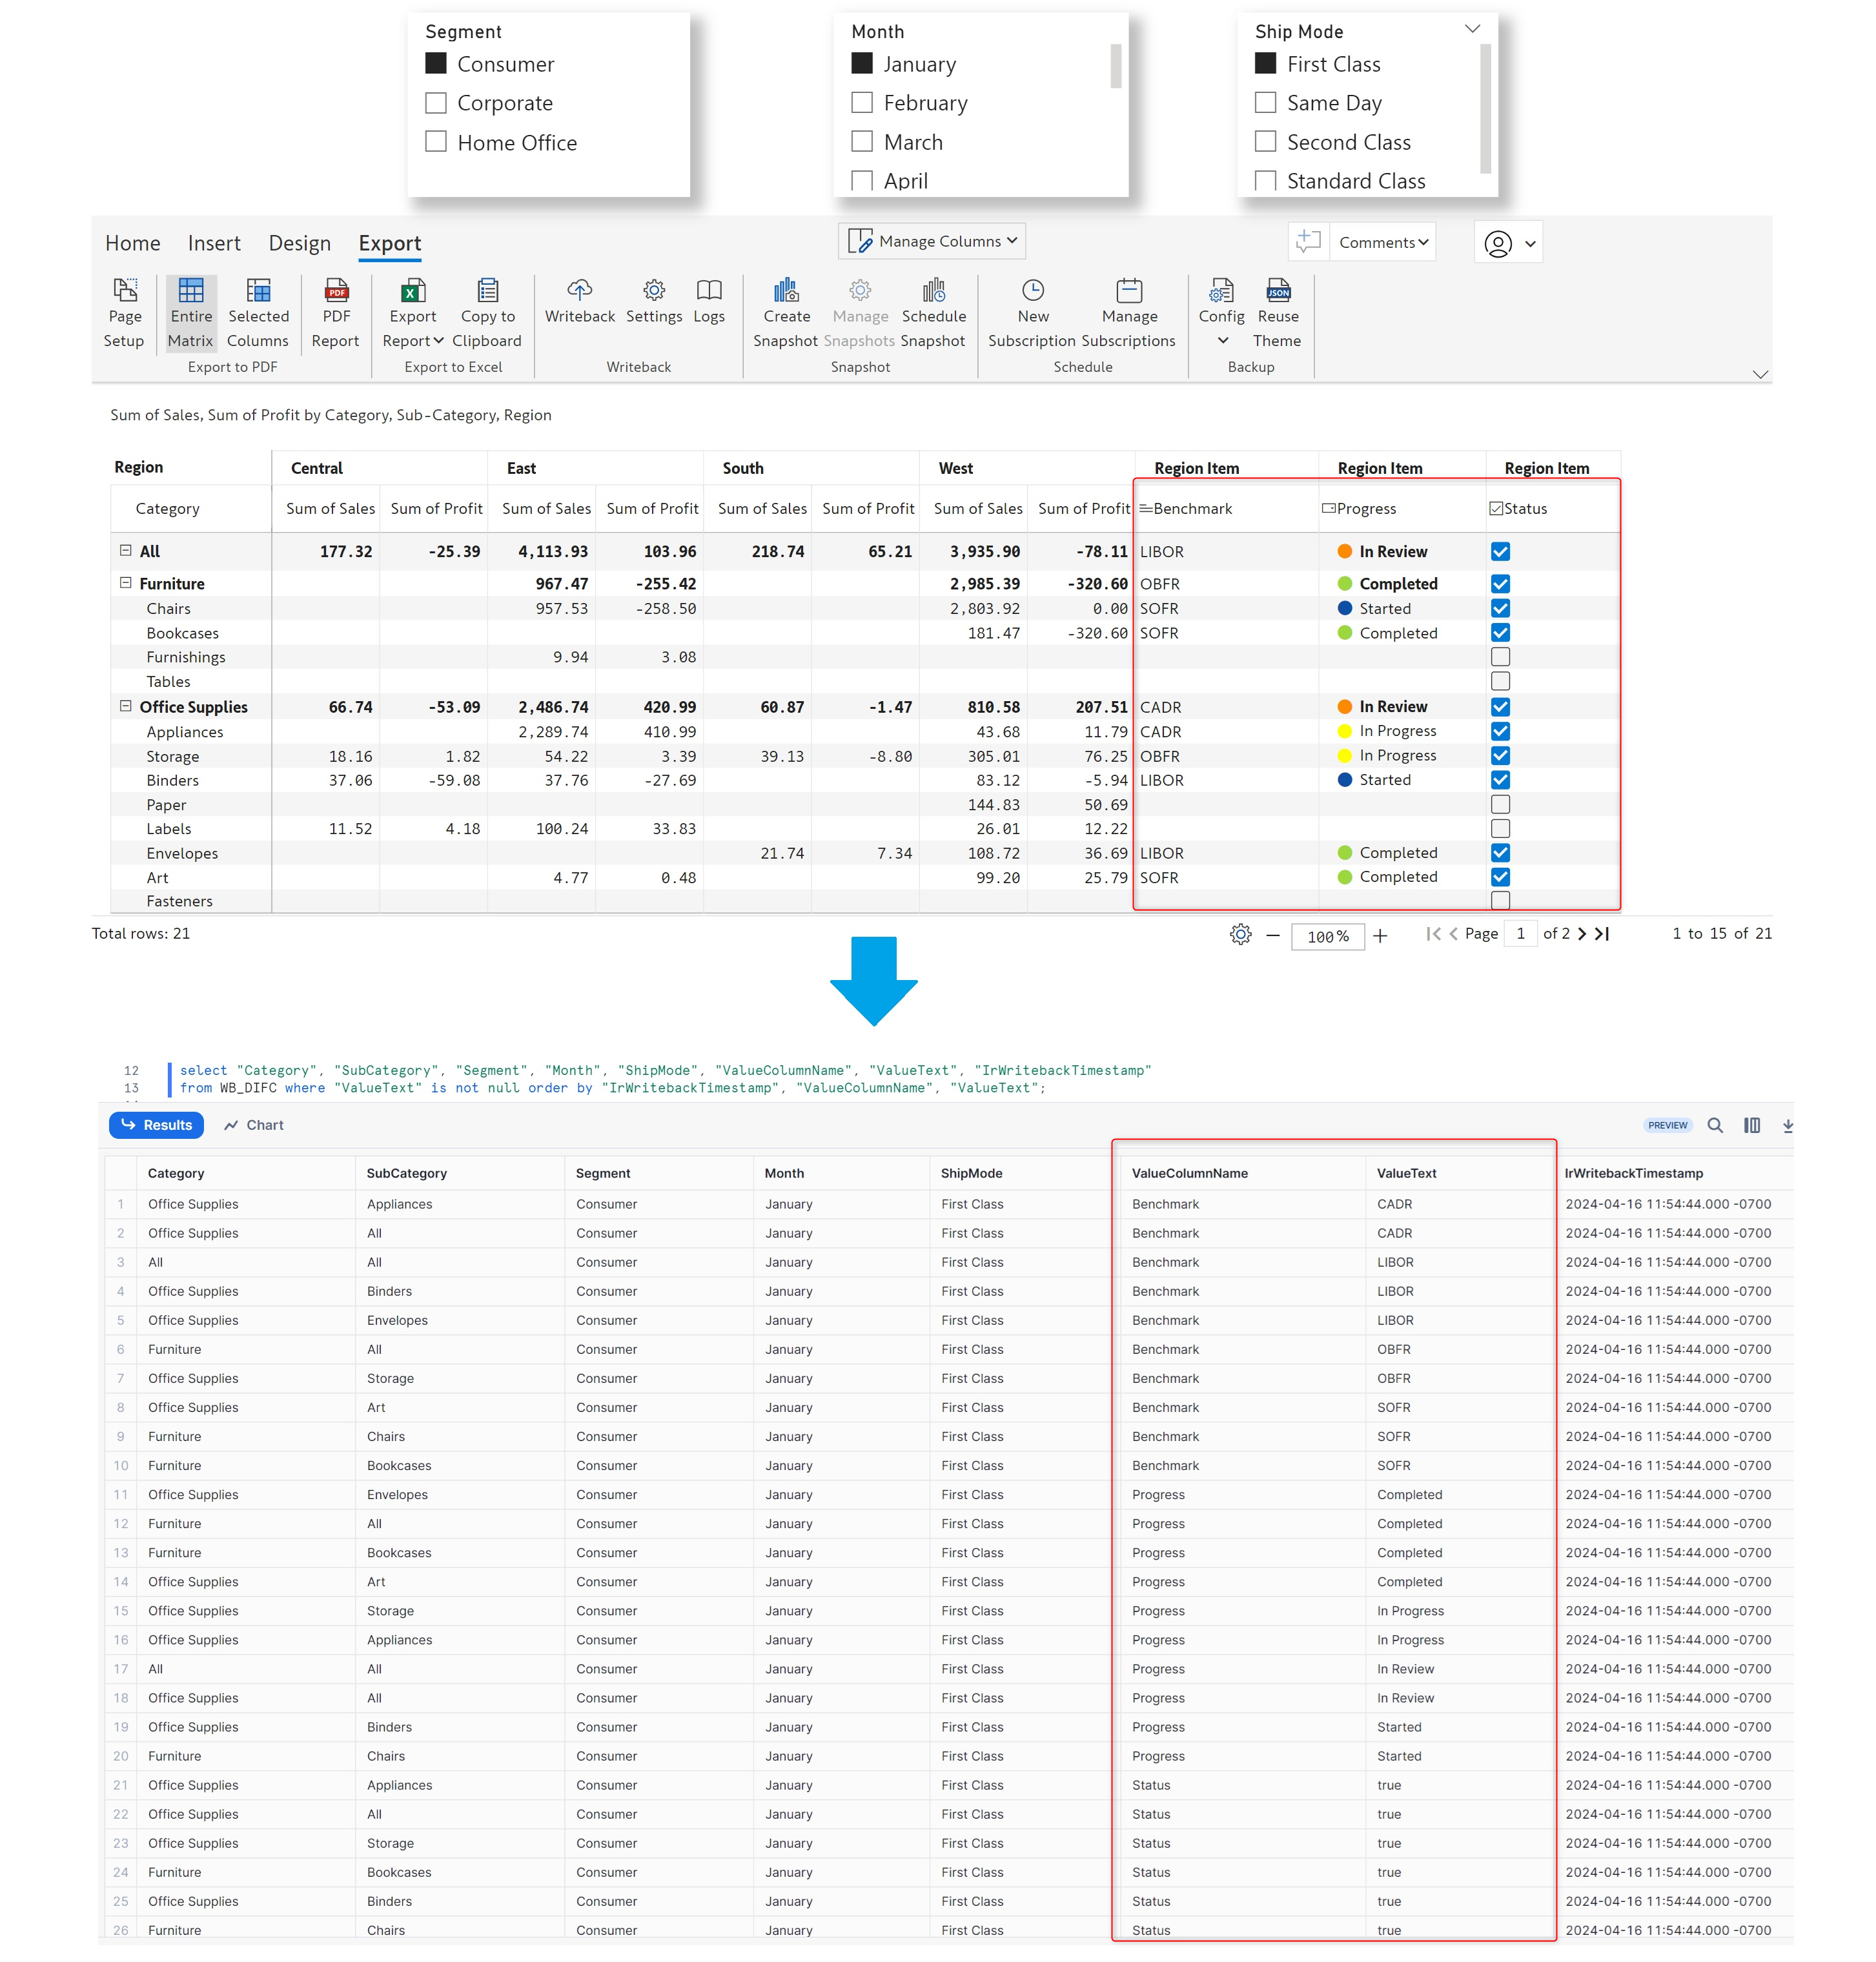 Segment
Consumer
Corporate
Home Office
Month
January
February
March
April
Ship Mode
First Class
Same Day
Second Class
Standard Class
Home Insert Design Export
Manage Columns
Comments
Page Setup
Entire Matrix
Selected Columns
PDF
PDF Report
X
Export Report
Copy to Clipboard
Writeback
Settings
Logs
Create Snapshot
Manage Snapshots
Schedule Snapshot
New Subscription
Manage Subscriptions
Config
JSON
Reuse Theme
Export to PDF Export to Excel Writeback Snapshot Schedule Backup
Sum of Sales, Sum of Profit by Category, Sub-Category, Region
Region Central East South West Region Item Region Item Region Item
Category Sum of Sales Sum of Profit Sum of Sales Sum of Profit Sum of Sales Sum of Profit Sum of Sales Sum of Profit Benchmark Progress Status
All 177.32 -25.39 4,113.93 103.96 218.74 65.21 3,935.90 -78.11 LIBOR In Review
Furniture 967.47 -255.42 2,985.39 -320.60 OBFR Completed
Chairs 957.53 -258.50 2,803.92 0.00 SOFR Started
Bookcases 181.47 -320.60 SOFR Completed
Furnishings 9.94 3.08
Tables
Office Supplies 66.74 -53.09 2,486.74 420.99 60.87 -1.47 810.58 207.51 CADR In Review
Appliances 2,289.74 410.99 43.68 11.79 CADR In Progress
Storage 18.16 1.82 54.22 3.39 39.13 -8.80 305.01 76.25 OBFR In Progress
Binders 37.06 -59.08 37.76 -27.69 83.12 -5.94 LIBOR Started
Paper 144.83 50.69
Labels 11.52 4.18 100.24 33.83 26.01 12.22
Envelopes 21.74 7.34 108.72 36.69 LIBOR Completed
Art 4.77 0.48 99.20 25.79 SOFR Completed
Fasteners
Total rows: 21
100 %
Page 1 of 2
1 to 15 of 21
12 select "Category", "SubCategory", "Segment", "Month", "ShipMode", "ValueColumnName", "ValueText", "IrWritebackTimestamp"
13 from WB_DIFC where "ValueText" is not null order by "IrWritebackTimestamp", "ValueColumnName", "ValueText";
Results Chart PREVIEW
Category SubCategory Segment Month ShipMode ValueColumnName ValueText IrWritebackTimestamp
1 Office Supplies Appliances Consumer January First Class Benchmark CADR 2024-04-16 11:54:44.000 -0700
2 Office Supplies All Consumer January First Class Benchmark CADR 2024-04-16 11:54:44.000 -0700
3 All All Consumer January First Class Benchmark LIBOR 2024-04-16 11:54:44.000 -0700
4 Office Supplies Binders Consumer January First Class Benchmark LIBOR 2024-04-16 11:54:44.000 -0700
5 Office Supplies Envelopes Consumer January First Class Benchmark LIBOR 2024-04-16 11:54:44.000 -0700
6 Furniture All Consumer January First Class Benchmark OBFR 2024-04-16 11:54:44.000 -0700
7 Office Supplies Storage Consumer January First Class Benchmark OBFR 2024-04-16 11:54:44.000 -0700
8 Office Supplies Art Consumer January First Class Benchmark SOFR 2024-04-16 11:54:44.000 -0700
9 Furniture Chairs Consumer January First Class Benchmark SOFR 2024-04-16 11:54:44.000 -0700
10 Furniture Bookcases Consumer January First Class Benchmark SOFR 2024-04-16 11:54:44.000 -0700
11 Office Supplies Envelopes Consumer January First Class Progress Completed 2024-04-16 11:54:44.000 -0700
12 Furniture All Consumer January First Class Progress Completed 2024-04-16 11:54:44.000 -0700
13 Furniture Bookcases Consumer January First Class Progress Completed 2024-04-16 11:54:44.000 -0700
14 Office Supplies Art Consumer January First Class Progress Completed 2024-04-16 11:54:44.000 -0700
15 Office Supplies Storage Consumer January First Class Progress In Progress 2024-04-16 11:54:44.000 -0700
16 Office Supplies Appliances Consumer January First Class Progress In Progress 2024-04-16 11:54:44.000 -0700
17 All All Consumer January First Class Progress In Review 2024-04-16 11:54:44.000 -0700
18 Office Supplies All Consumer January First Class Progress In Review 2024-04-16 11:54:44.000 -0700
19 Office Supplies Binders Consumer January First Class Progress Started 2024-04-16 11:54:44.000 -0700
20 Furniture Chairs Consumer January First Class Progress Started 2024-04-16 11:54:44.000 -0700
21 Office Supplies Appliances Consumer January First Class Status true 2024-04-16 11:54:44.000 -0700
22 Office Supplies All Consumer January First Class Status true 2024-04-16 11:54:44.000 -0700
23 Office Supplies Storage Consumer January First Class Status true 2024-04-16 11:54:44.000 -0700
24 Furniture Bookcases Consumer January First Class Status true 2024-04-16 11:54:44.000 -0700
25 Office Supplies Binders Consumer January First Class Status true 2024-04-16 11:54:44.000 -0700
26 Furniture Chairs Consumer January First Class Status true 2024-04-16 11:54:44.000 -0700